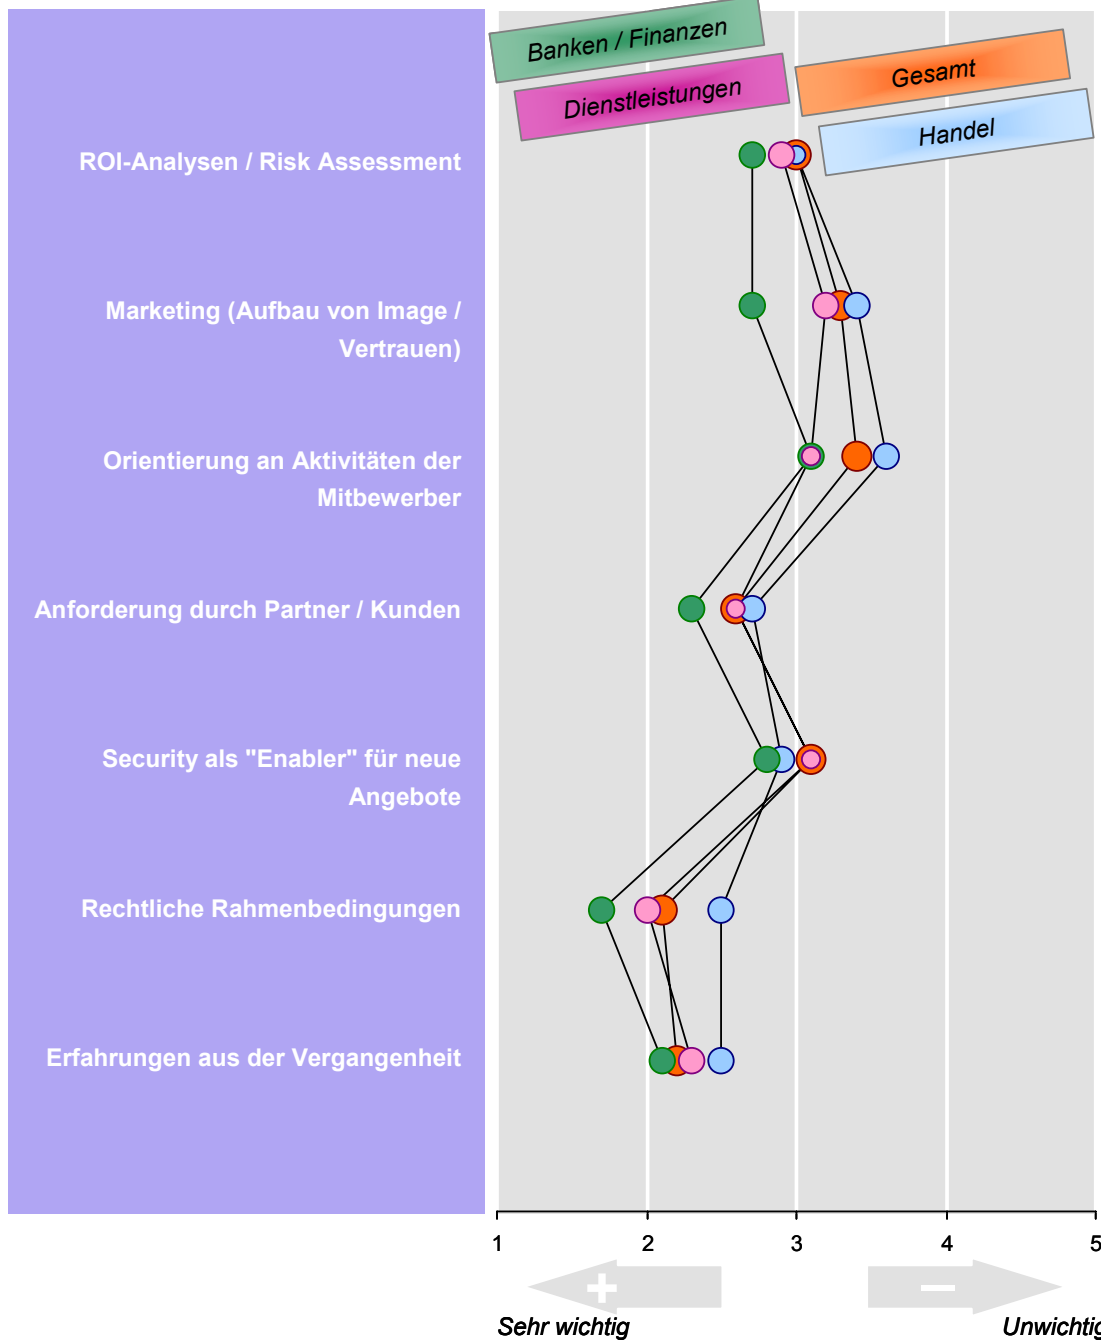 Banken / Finanzen
Dienstleistungen
Gesamt
Handel
ROI-Analysen / Risk Assessment
Marketing (Aufbau von Image /
Vertrauen)
Orientierung an Aktivitäten der
Mitbewerber
Anforderung durch Partner / Kunden
Security als "Enabler" für neue
Angebote
Rechtliche Rahmenbedingungen
Erfahrungen aus der Vergangenheit
1 2 3 4 5
+ −
Sehr wichtig Unwichtig